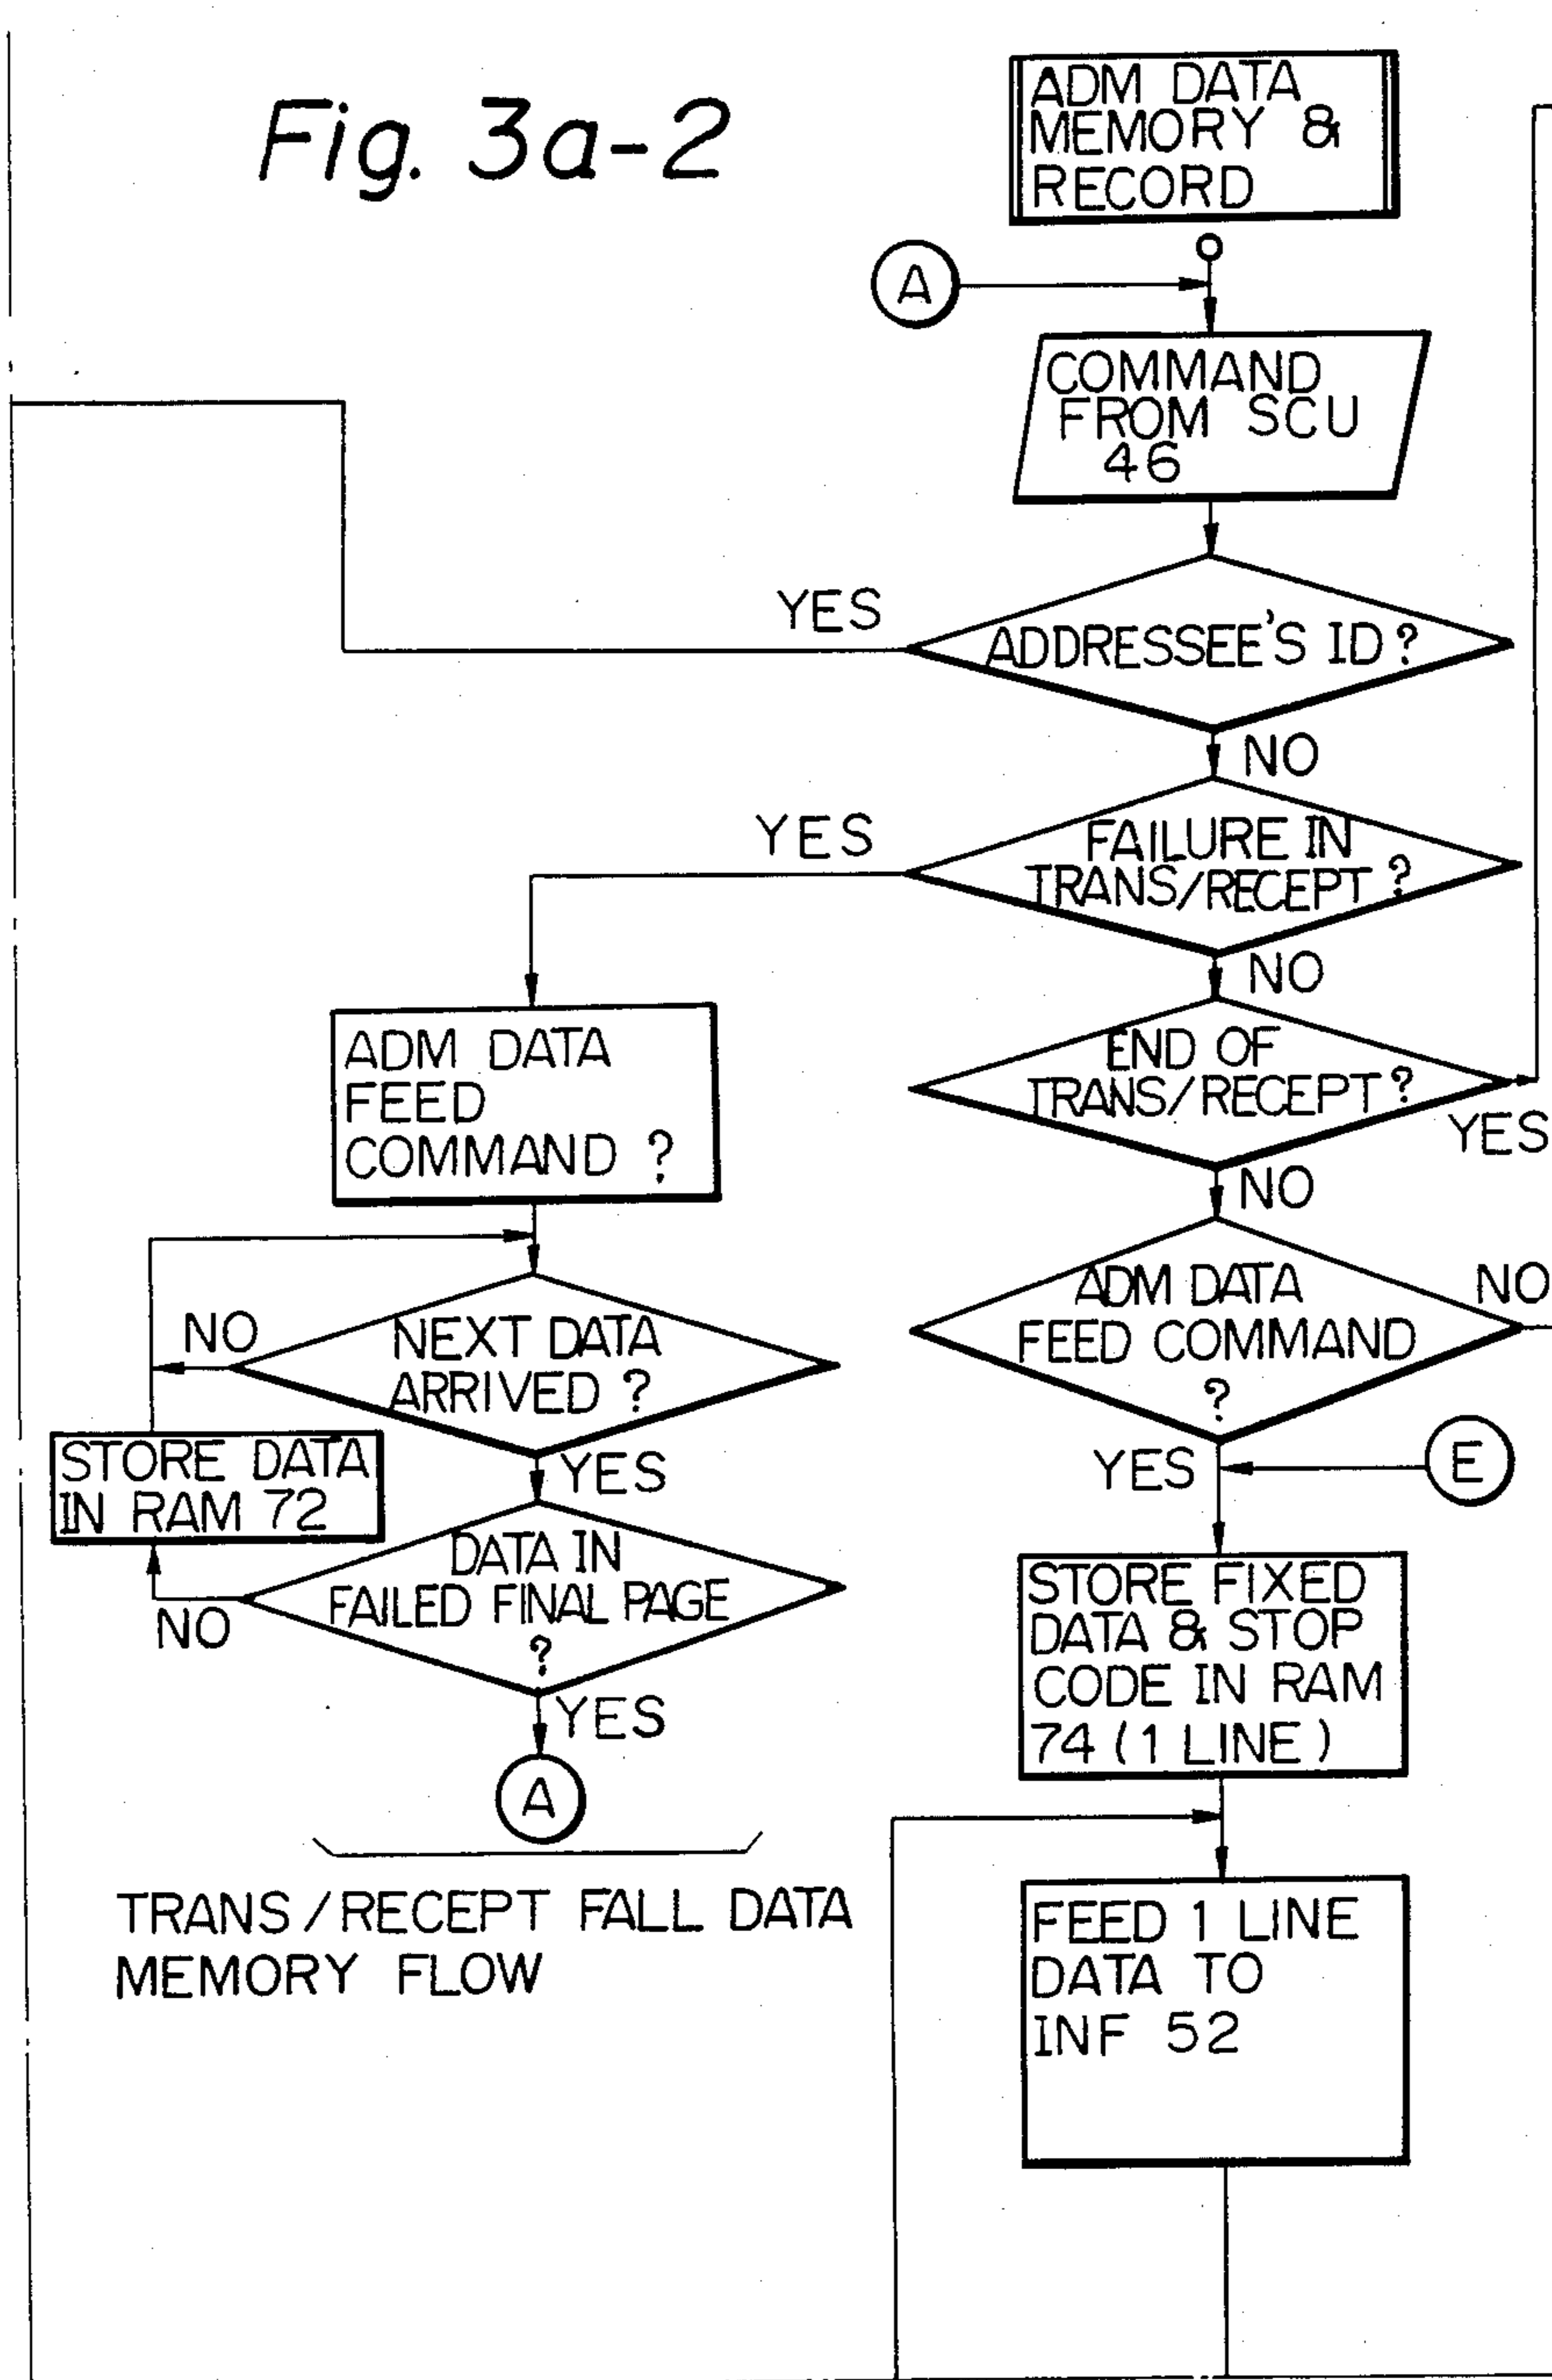 Fig. 3a-2
ADM DATA
MEMORY &
RECORD
A
COMMAND
FROM SCU
46
YES
ADDRESSEE'S ID?
NO
YES
FAILURE IN
TRANS/RECEPT?
NO
END OF
TRANS/RECEPT?
YES
NO
ADM DATA
FEED COMMAND
?
NO
YES
E
STORE FIXED
DATA & STOP
CODE IN RAM
74 (1 LINE)
FEED 1 LINE
DATA TO
INF 52
ADM DATA
FEED
COMMAND ?
NEXT DATA
ARRIVED ?
NO
YES
STORE DATA
IN RAM 72
DATA IN
FAILED FINAL PAGE
?
NO
YES
A
TRANS/RECEPT FALL DATA
MEMORY FLOW